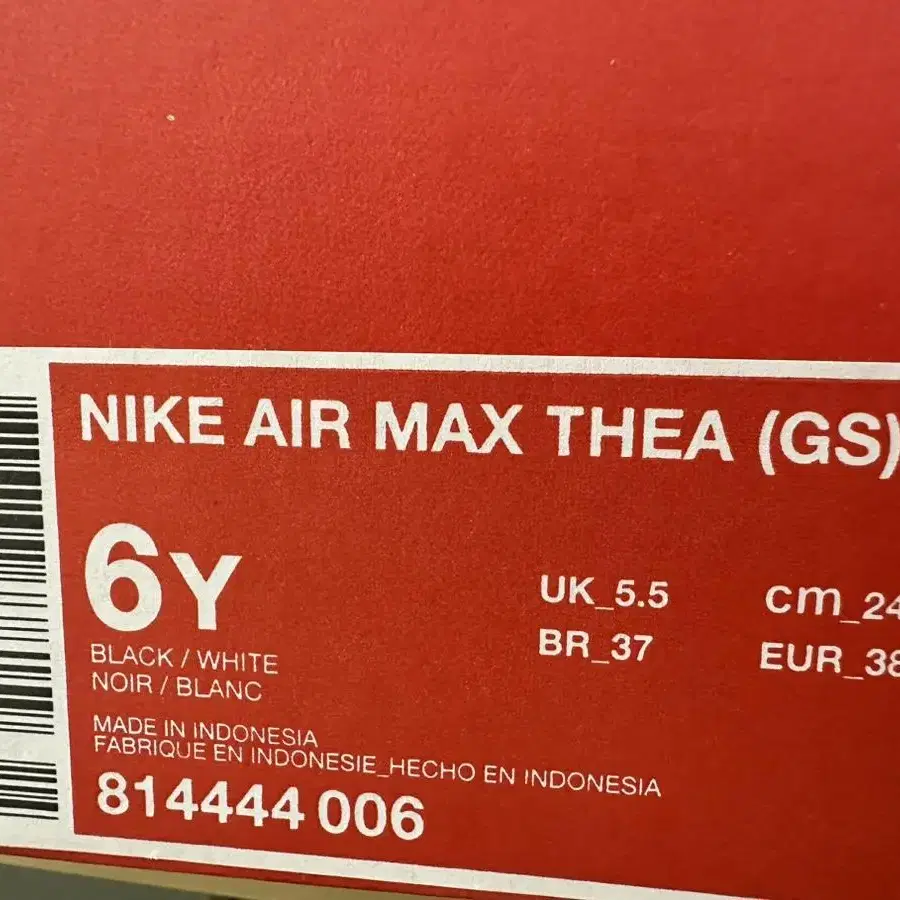 NIKE AIR MAX THEA (GS)
6Y
UK_5.5
cm_24
BR_37
EUR_38
BLACK / WHITE
NOIR / BLANC
MADE IN INDONESIA
FABRIQUE EN INDONESIE_HECHO EN INDONESIA
814444 006